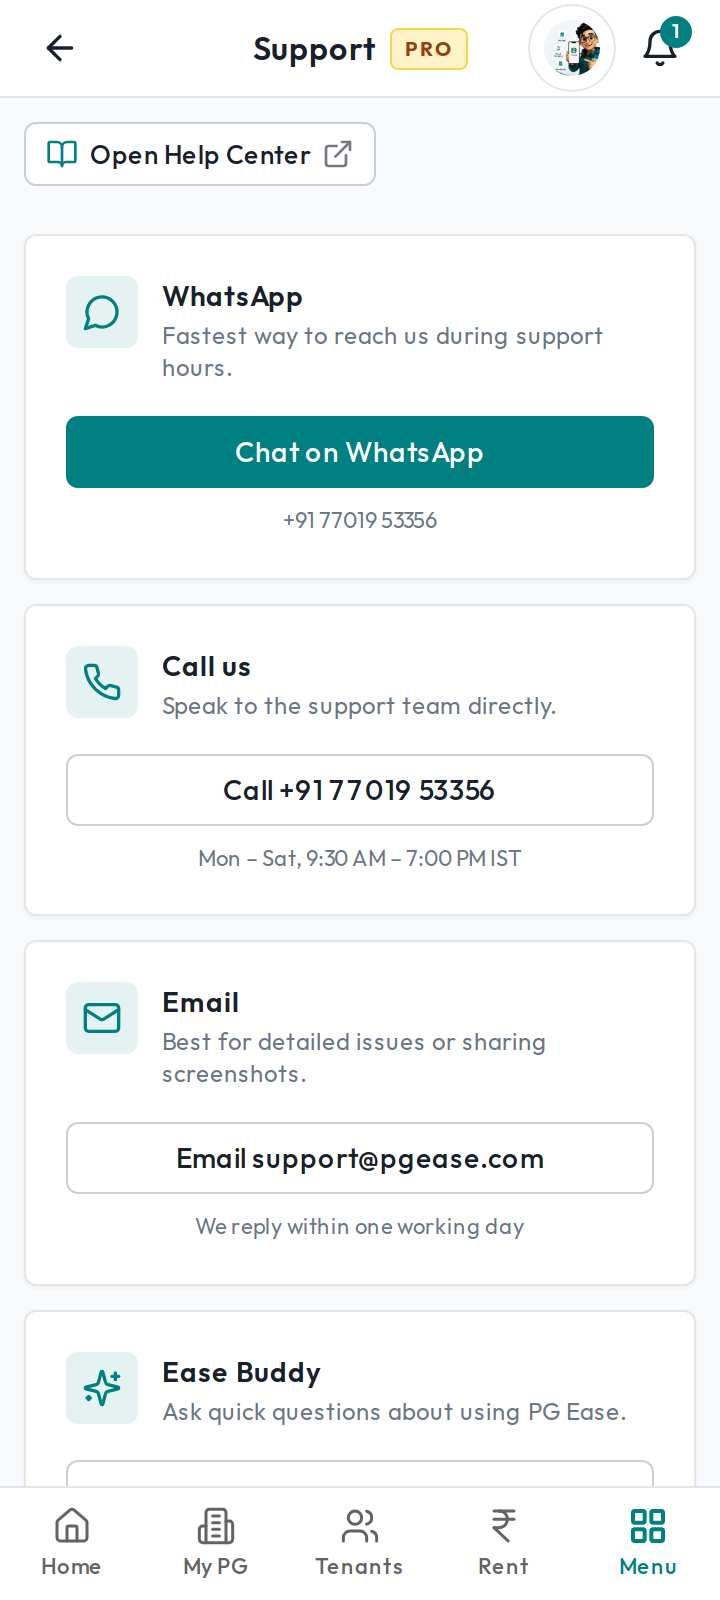 Support
PRO
1
Open Help Center
WhatsApp
Fastest way to reach us during support
hours.
Chat on WhatsApp
+91 77019 53356
Call us
Speak to the support team directly.
Call +91 77019 53356
Mon – Sat, 9:30 AM – 7:00 PM IST
Email
Best for detailed issues or sharing
screenshots.
Email support@pgease.com
We reply within one working day
Ease Buddy
Ask quick questions about using PG Ease.
Home
My PG
Tenants
Rent
Menu